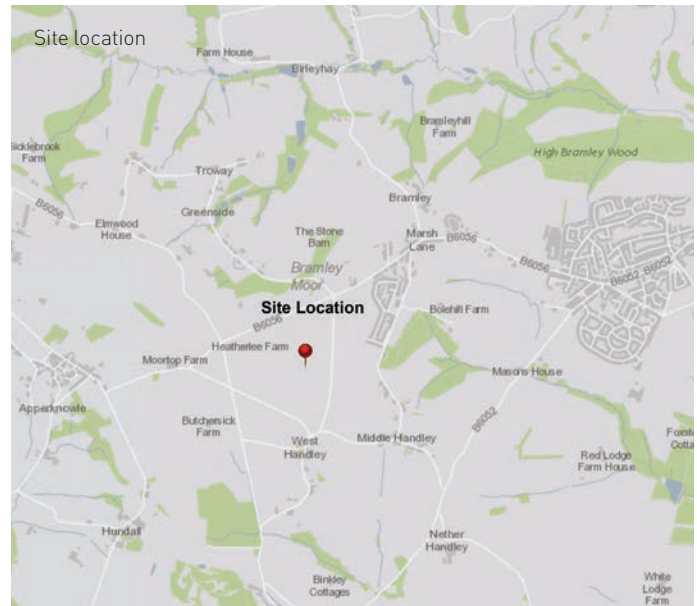 Site location
Farm House
Birleyhay
Bramleyhill
Farm
High Bramley Wood
Farm
Troway
B6056
Greenside
Elmwood
House
The Stone
Barn
Bramley
Moor
Bramley
Marsh
Lane
B6056
B6056
B6052
B6052
Site Location
B6056
Heatherlee Farm
Bolehill Farm
Moortop Farm
Masons House
Apperknowle
Butchersick
Farm
West
Handley
Middle Handley
B6052
Red Lodge
Farm House
Hundall
Nether
Handley
Binkley
Cottages
White
Lodge
Farm